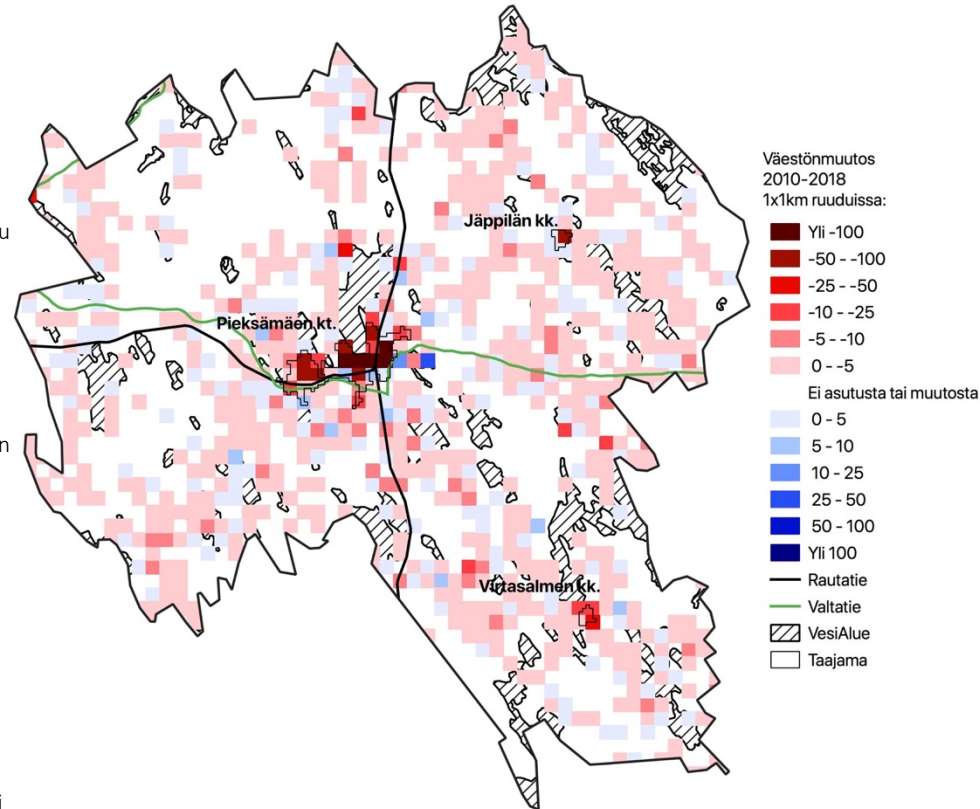 u
n
i
Jäppilän kk.
Pieksämäen kt.
Virtasalmen kk.
Väestönmuutos
2010-2018
1x1km ruuduissa:
Yli -100
-50 - -100
-25 - -50
-10 - -25
-5 - -10
0 - -5
Ei asutusta tai muutosta
0 - 5
5 - 10
10 - 25
25 - 50
50 - 100
Yli 100
Rautatie
Valtatie
VesiAlue
Taajama